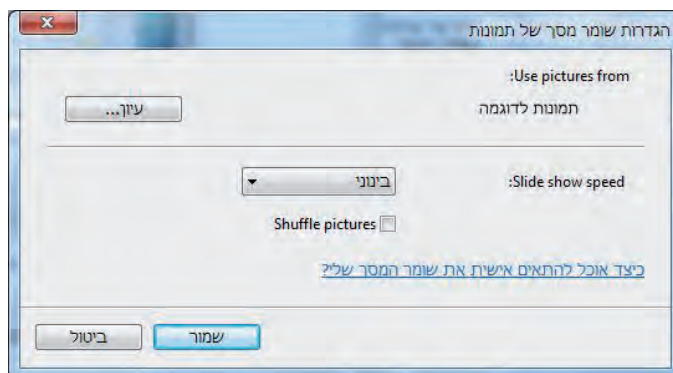 הגדרות שומר מסך של תמונות
:Use pictures from
תמונות לדוגמה
עיון...
:Slide show speed
בינוני
Shuffle pictures
כיצד אוכל להתאים אישית את שומר המסך שלי?
שמור
ביטול